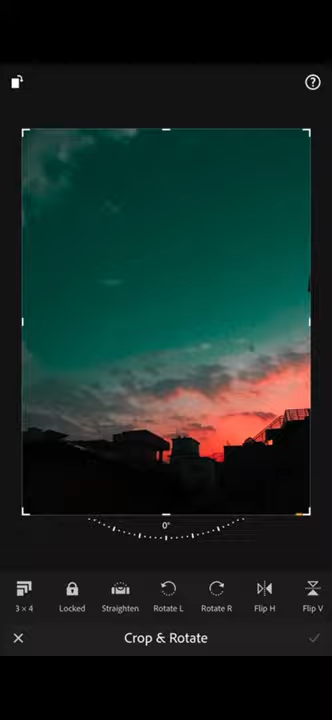 ?
0°
3 × 4 Locked Straighten Rotate L Rotate R Flip H Flip V
Crop & Rotate